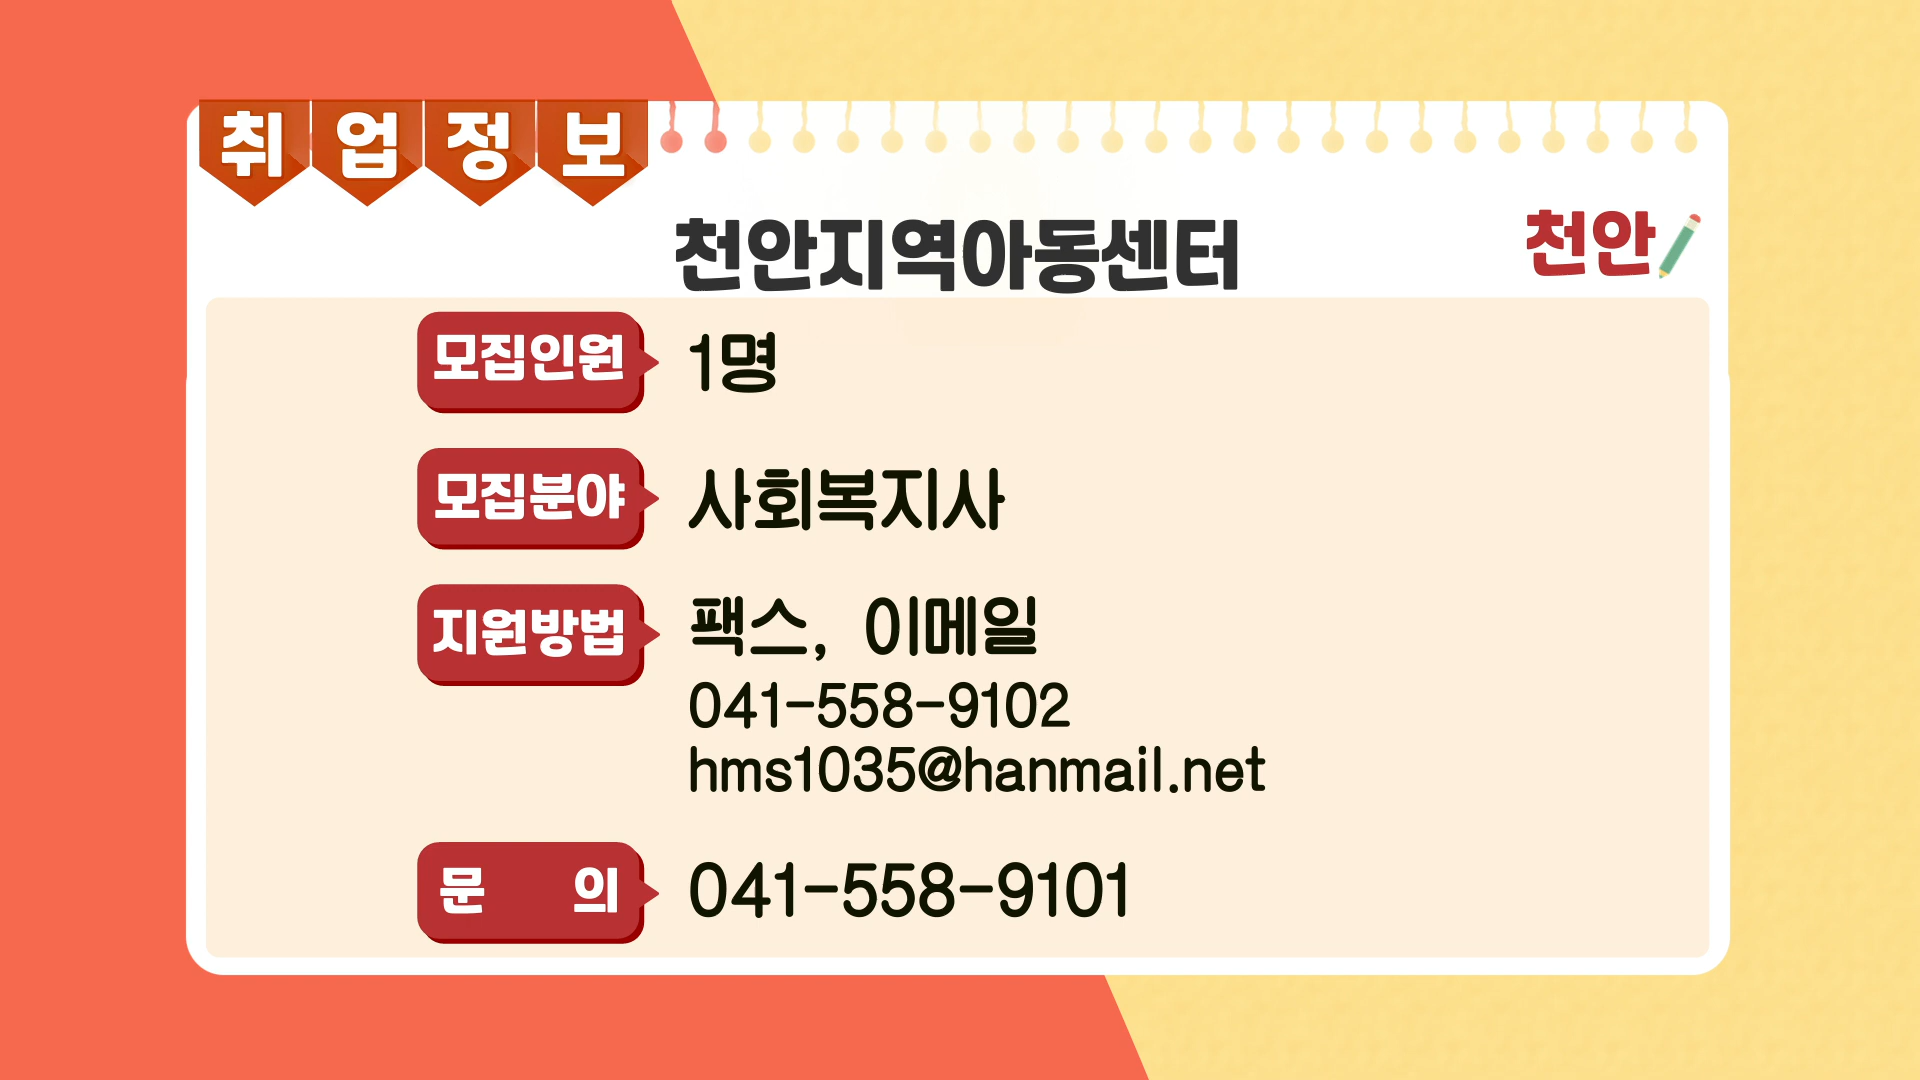 취업정보
천안지역아동센터
천안
모집인원 1명
모집분야 사회복지사
지원방법 팩스, 이메일
041-558-9102
hms1035@hanmail.net
문 의 041-558-9101